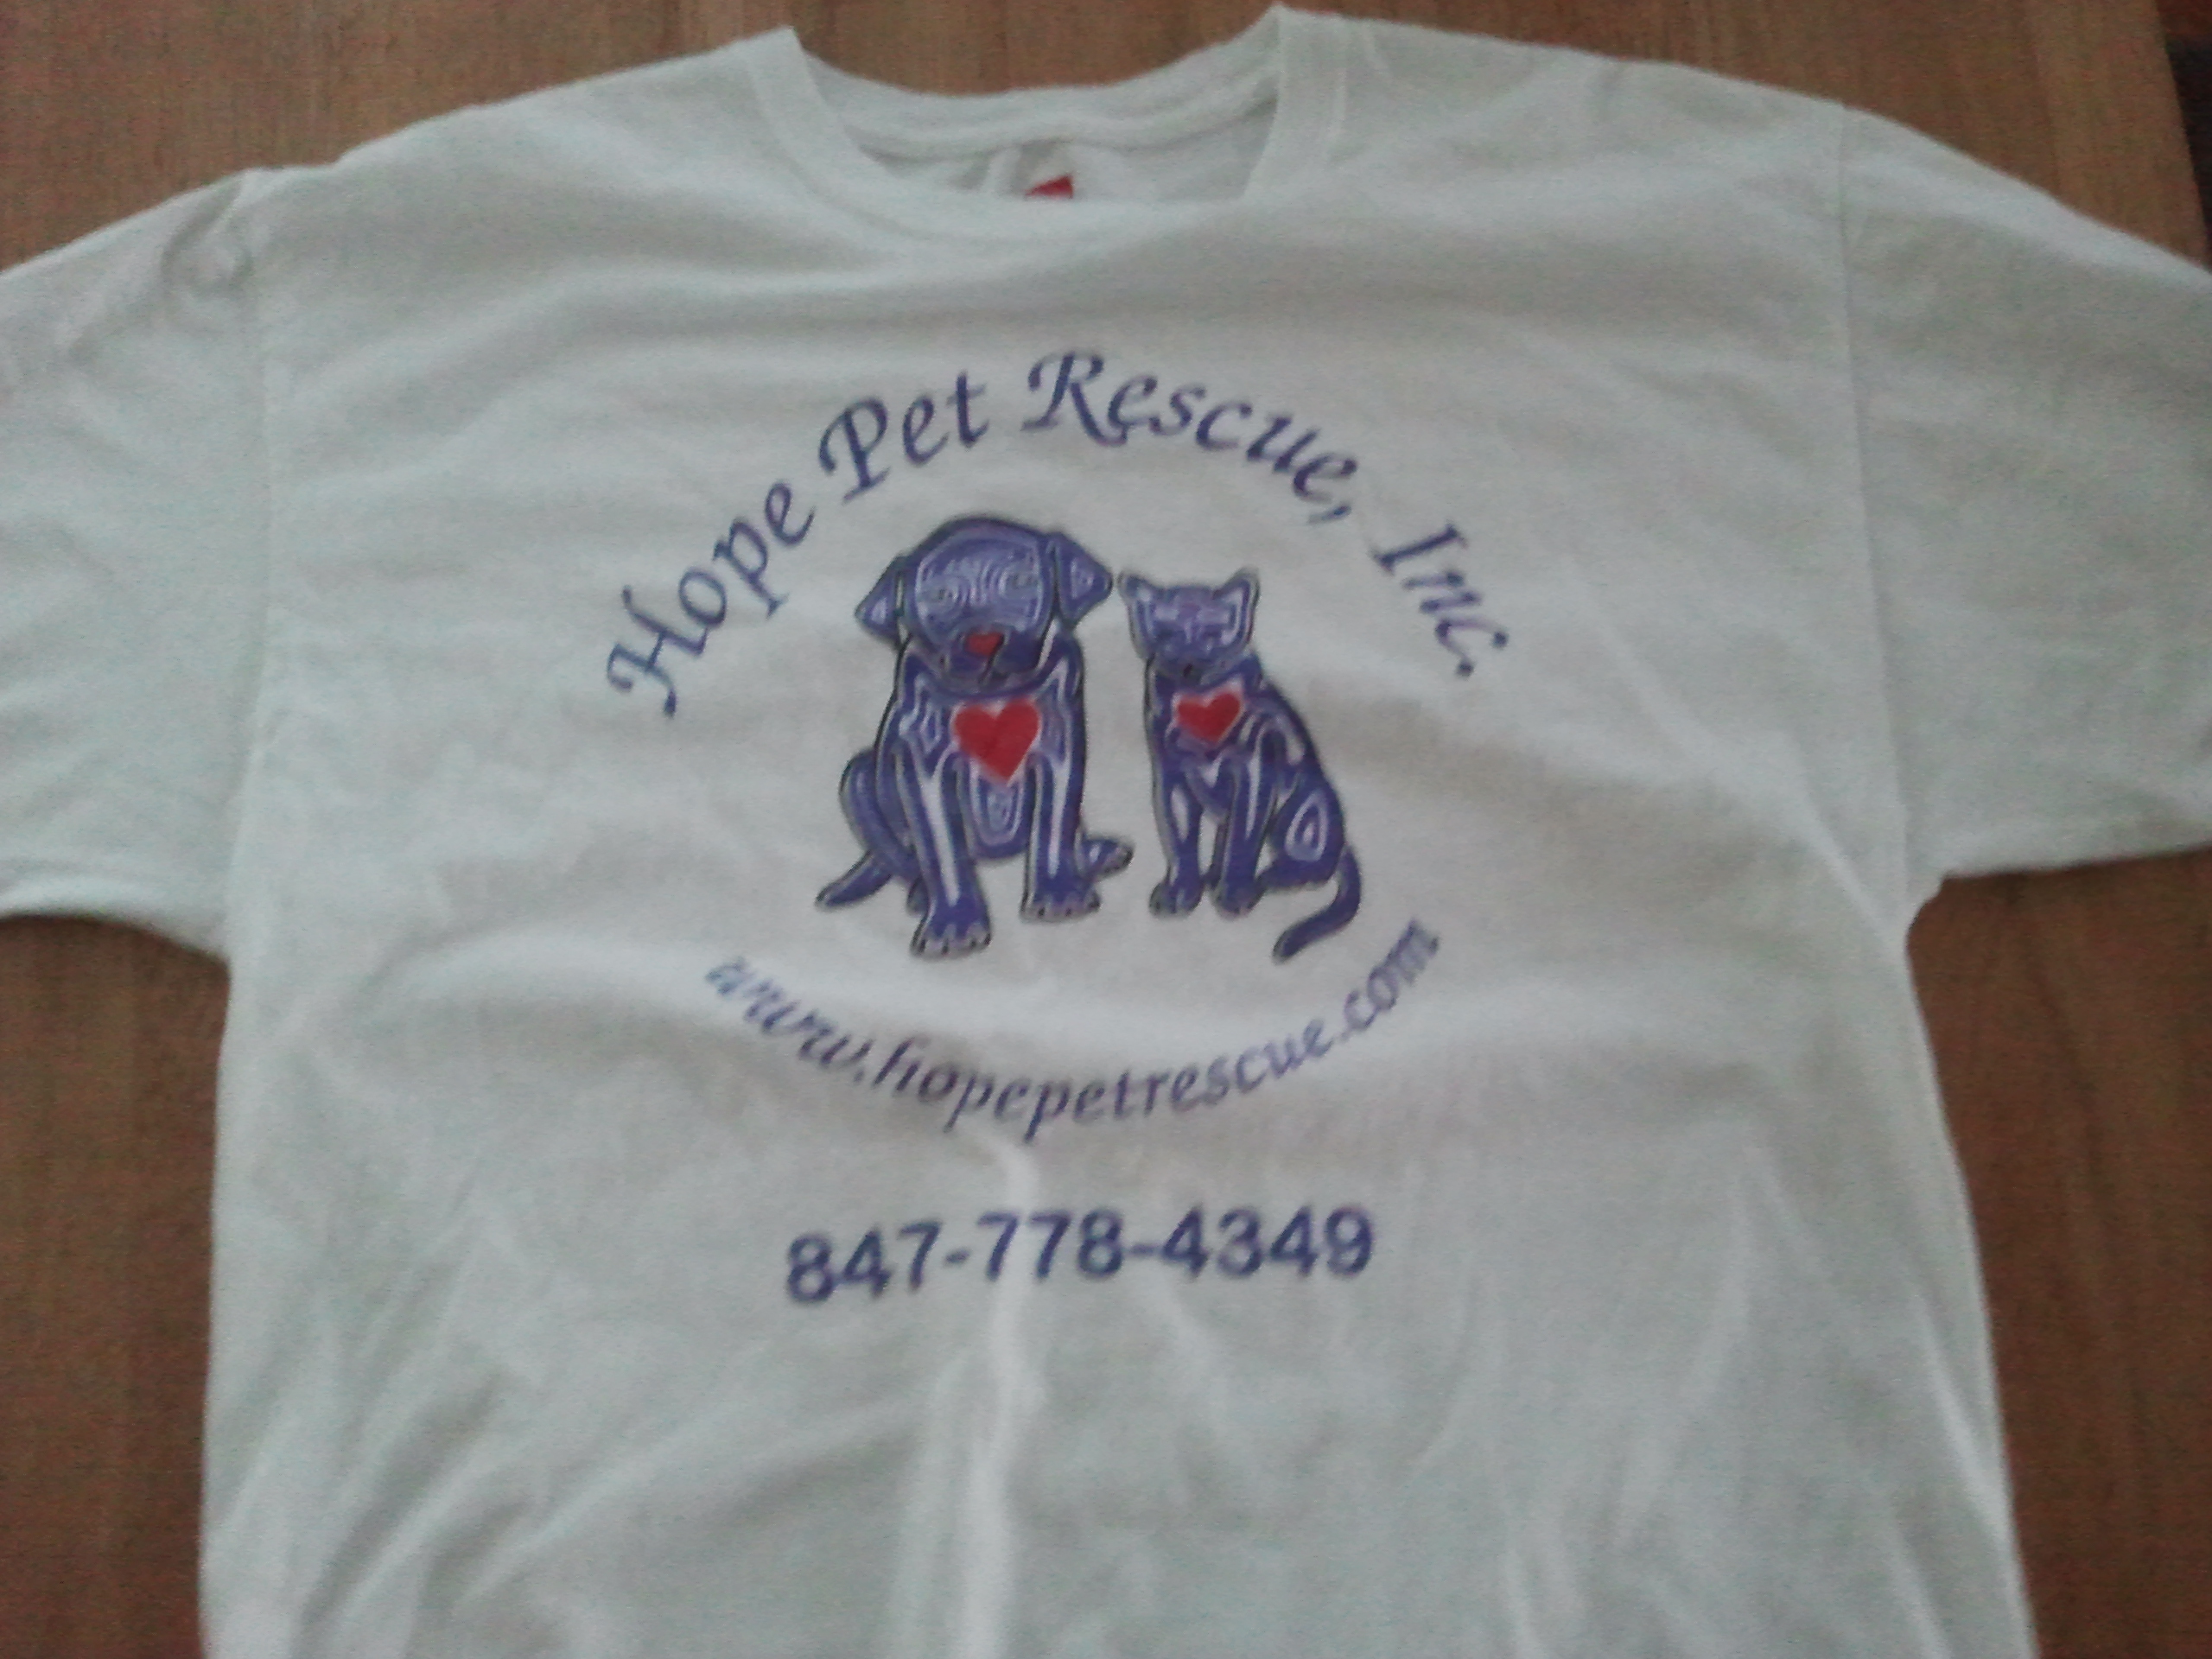 Hope Pet Rescue, Inc.
www.hopepetrescue.com
847-778-4349